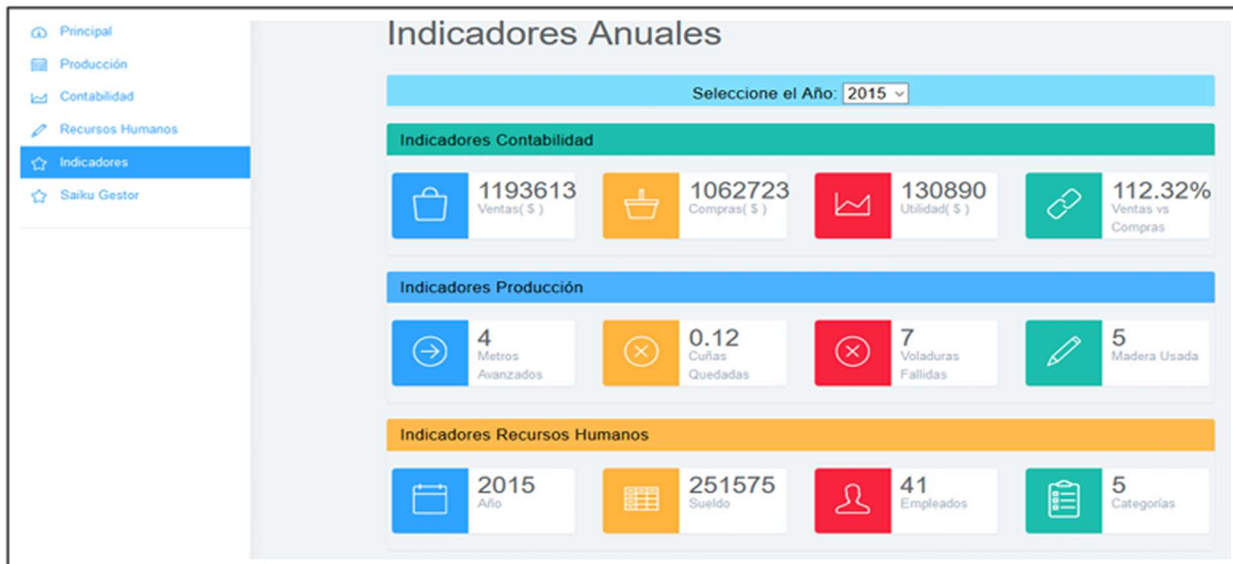 Principal
Producción
Contabilidad
Recursos Humanos
Indicadores
Saiku Gestor
Indicadores Anuales
Seleccione el Año: 2015
Indicadores Contabilidad
1193613
Ventas( $ )
1062723
Compras( $ )
130890
Utilidad( $ )
112.32%
Ventas vs
Compras
Indicadores Producción
4
Metros
Avanzados
0.12
Cuñas
Quedadas
7
Voladuras
Fallidas
5
Madera Usada
Indicadores Recursos Humanos
2015
Año
251575
Sueldo
41
Empleados
5
Categorías